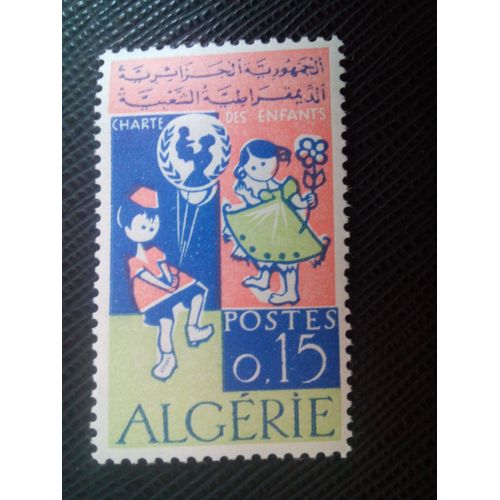 الجمهورية الجزائرية
الديمقراطية الشعبية
CHARTE DES ENFANTS
POSTES
0,15
ALGÉRIE